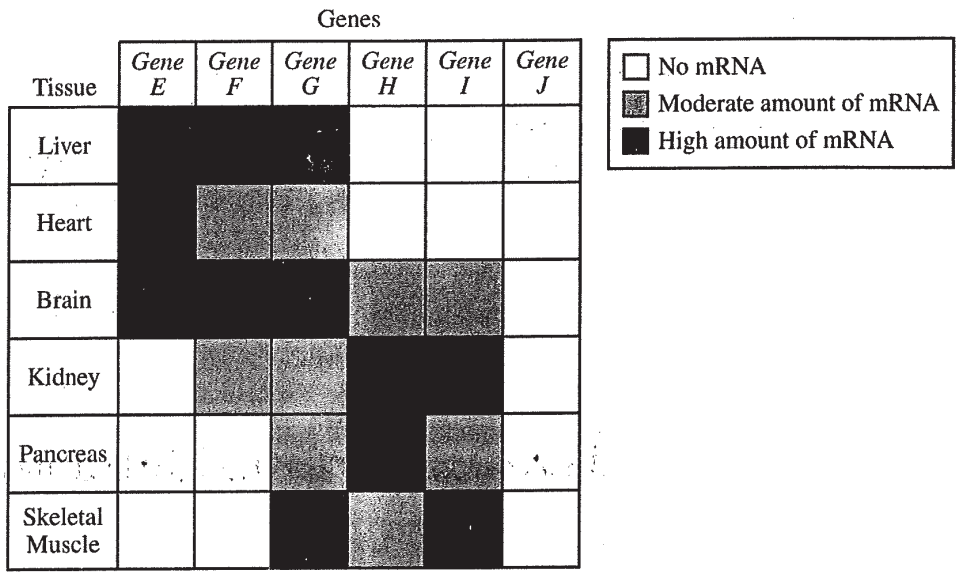 Genes
Tissue
Gene E
Gene F
Gene G
Gene H
Gene I
Gene J
Liver
Heart
Brain
Kidney
Pancreas
Skeletal
Muscle
No mRNA
Moderate amount of mRNA
High amount of mRNA